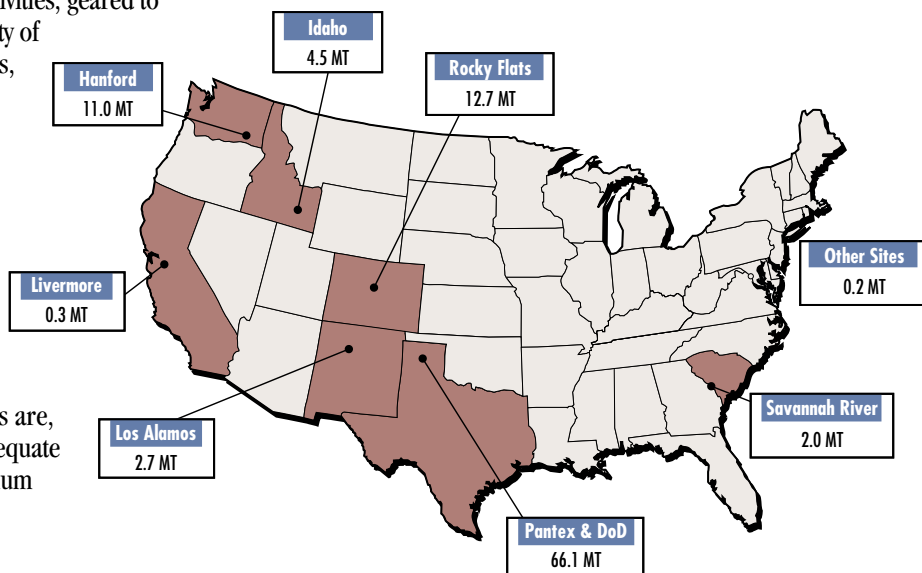 tivities, geared to
ty of
s,
Idaho
4.5 MT
Hanford
11.0 MT
Rocky Flats
12.7 MT
Livermore
0.3 MT
Other Sites
0.2 MT
s are,
equate
um
Los Alamos
2.7 MT
Savannah River
2.0 MT
Pantex & DoD
66.1 MT